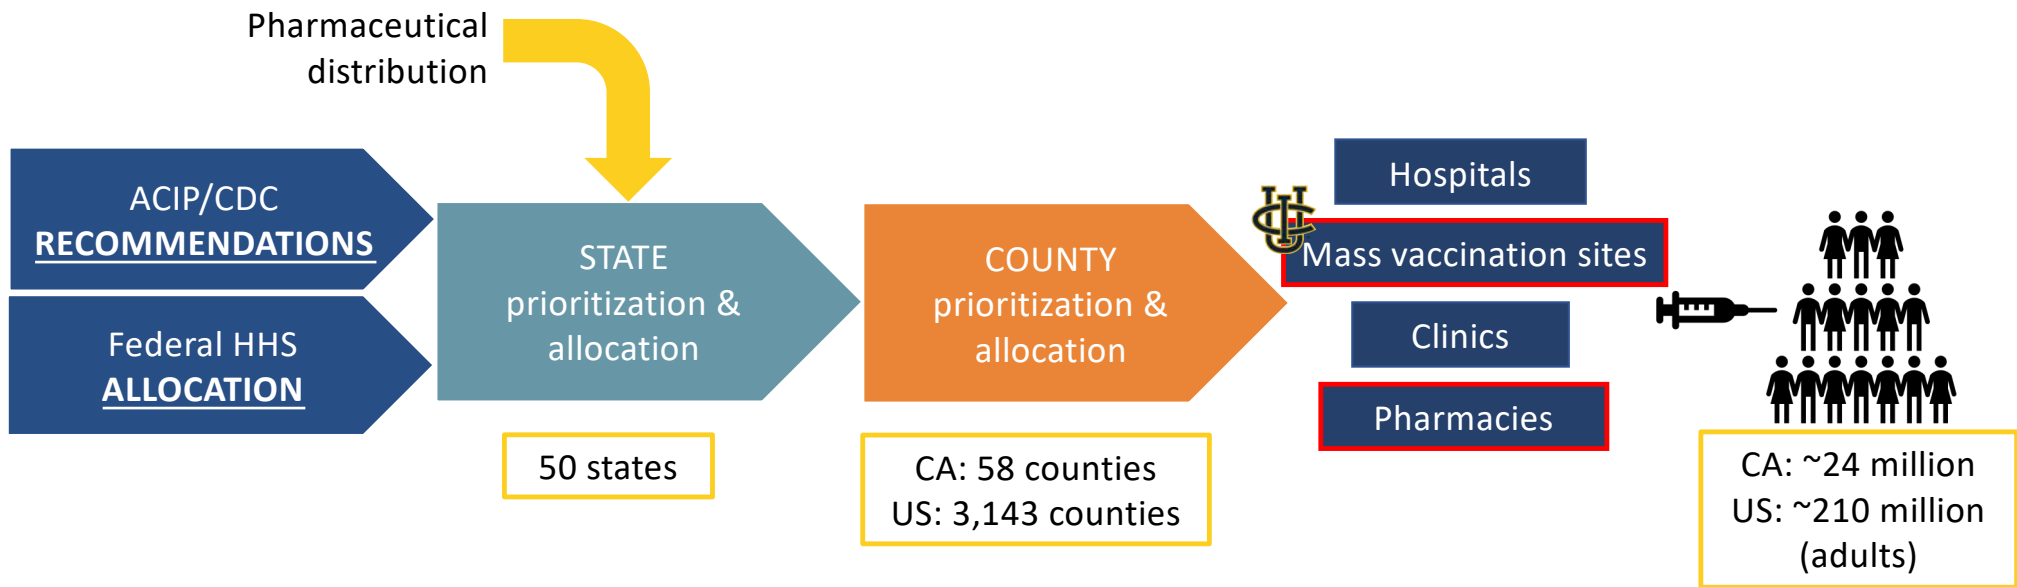 Pharmaceutical
distribution
ACIP/CDC
RECOMMENDATIONS
Federal HHS
ALLOCATION
STATE
prioritization &
allocation
50 states
COUNTY
prioritization &
allocation
CA: 58 counties
US: 3,143 counties
Hospitals
UCI
Mass vaccination sites
Clinics
Pharmacies
CA: ~24 million
US: ~210 million
(adults)